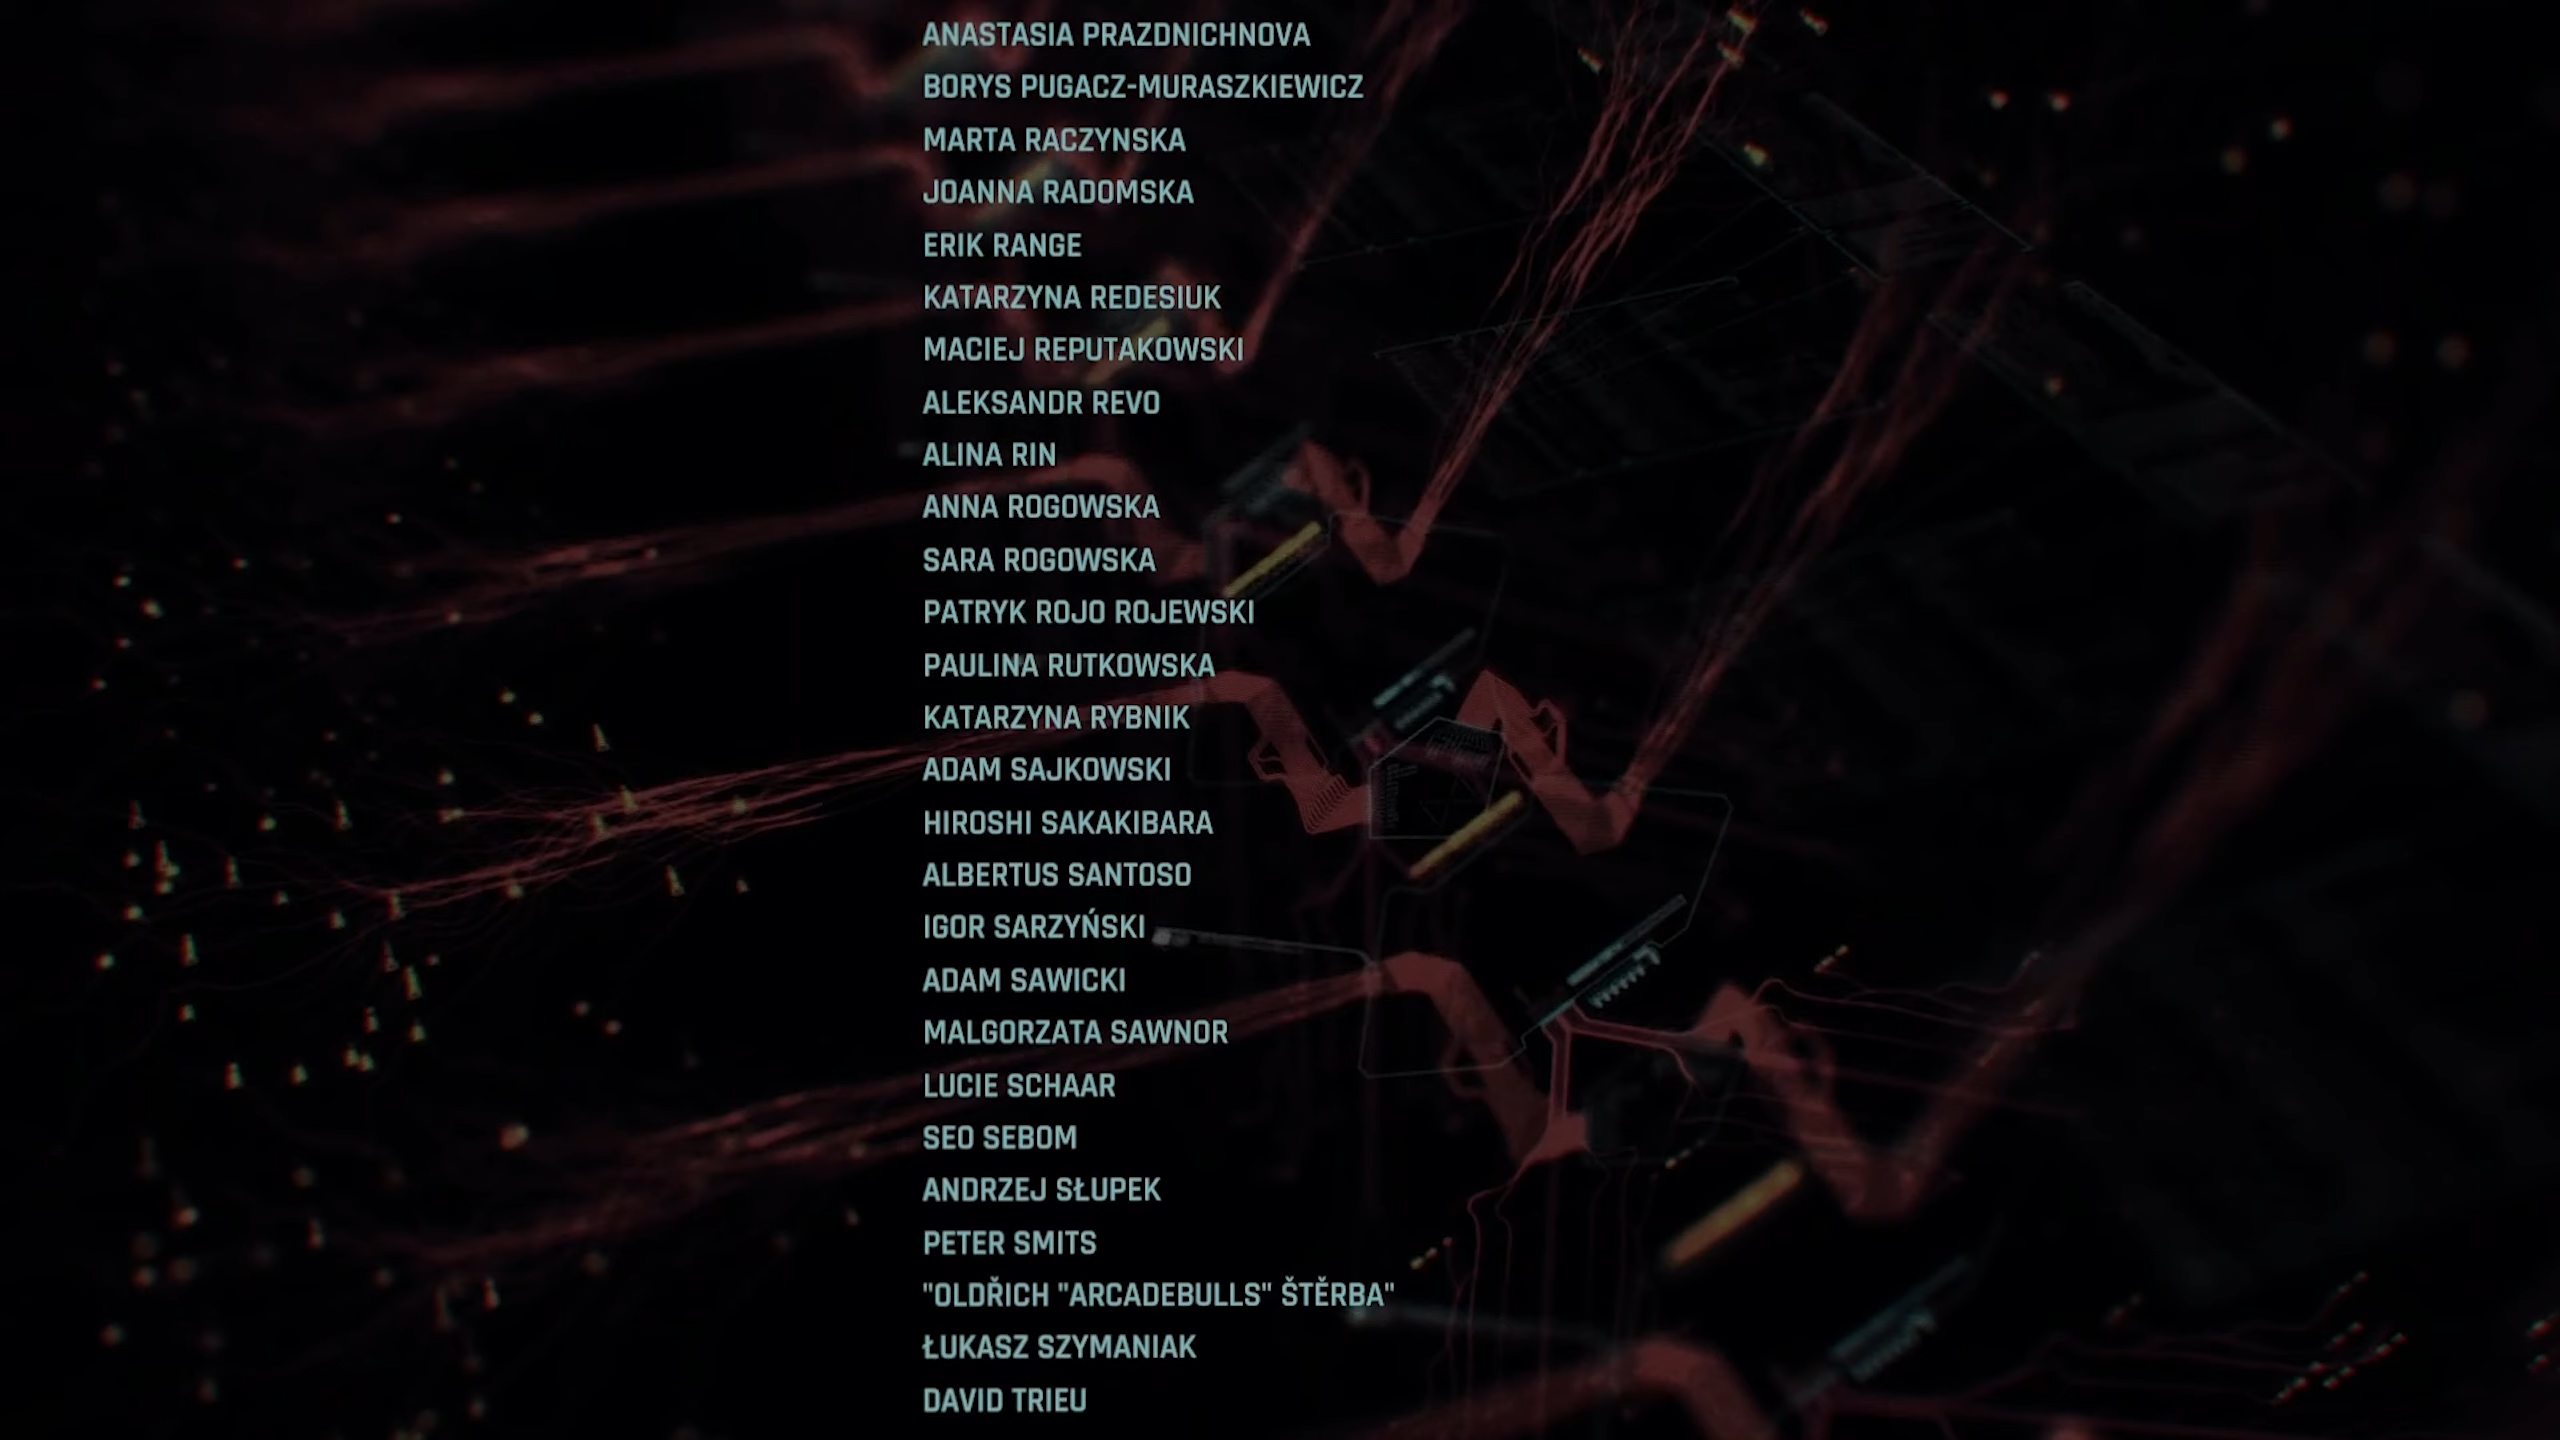 ANASTASIA PRAZDNICHNOVA
BORYS PUGACZ-MURASZKIEWICZ
MARTA RACZYNSKA
JOANNA RADOMSKA
ERIK RANGE
KATARZYNA REDESIUK
MACIEJ REPUTAKOWSKI
ALEKSANDR REVO
ALINA RIN
ANNA ROGOWSKA
SARA ROGOWSKA
PATRYK ROJO ROJEWSKI
PAULINA RUTKOWSKA
KATARZYNA RYBNIK
ADAM SAJKOWSKI
HIROSHI SAKAKIBARA
ALBERTUS SANTOSO
IGOR SARZYŃSKI
ADAM SAWICKI
MALGORZATA SAWNOR
LUCIE SCHAAR
SEO SEBOM
ANDRZEJ SŁUPEK
PETER SMITS
"OLDŘICH "ARCADEBULLS" ŠTĚRBA"
ŁUKASZ SZYMANIAK
DAVID TRIEU